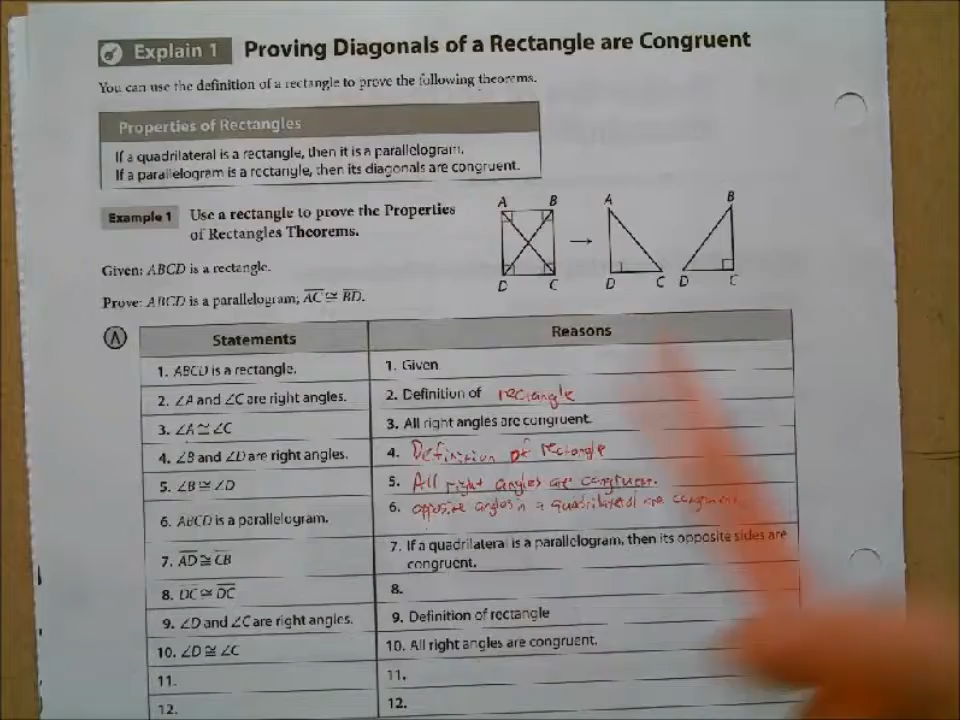 Explain 1 Proving Diagonals of a Rectangle are Congruent
You can use the definition of a rectangle to prove the following theorems.
Properties of Rectangles
If a quadrilateral is a rectangle, then it is a parallelogram.
If a parallelogram is a rectangle, then its diagonals are congruent.
Example 1 Use a rectangle to prove the Properties
of Rectangles Theorems.
A B A B
D C D C D C
Given: ABCD is a rectangle.
Prove: ABCD is a parallelogram; AC ≅ BD.
A
Statements Reasons
1. ABCD is a rectangle. 1. Given
2. ∠A and ∠C are right angles. 2. Definition of rectangle
3. ∠A ≅ ∠C 3. All right angles are congruent.
4. ∠B and ∠D are right angles. 4. Definition of rectangle
5. ∠B ≅ ∠D 5. All right angles are congruent.
6. ABCD is a parallelogram. 6. opposite angles in a quadrilateral are congruent
7. AD ≅ CB 7. If a quadrilateral is a parallelogram, then its opposite sides are
congruent.
8. DC ≅ DC 8.
9. ∠D and ∠C are right angles. 9. Definition of rectangle
10. ∠D ≅ ∠C 10. All right angles are congruent.
11. 11.
12. 12.